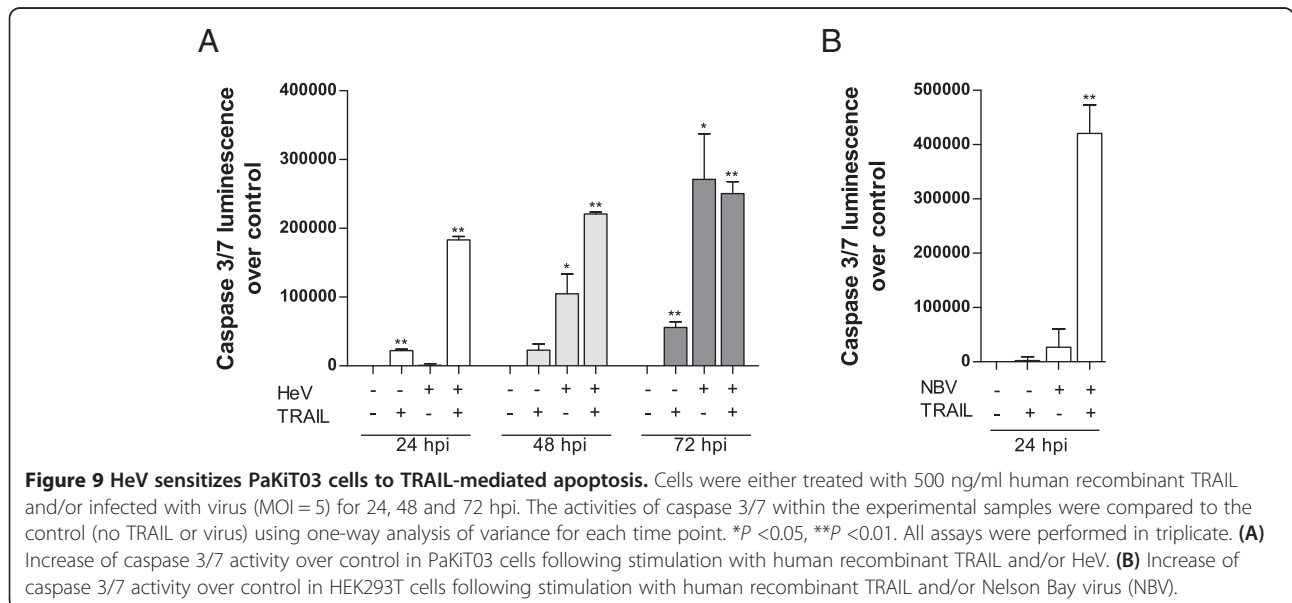 A
Caspase 3/7 luminescence
over control
400000
300000
200000
100000
0
** ** * ** ** * **
HeV - - + + - - + + - - + +
TRAIL - + - + - + - + - + - +
24 hpi 48 hpi 72 hpi
B
Caspase 3/7 luminescence
over control
500000
400000
300000
200000
100000
0
**
NBV - - + +
TRAIL - + - +
24 hpi
Figure 9 HeV sensitizes PaKiT03 cells to TRAIL-mediated apoptosis. Cells were either treated with 500 ng/ml human recombinant TRAIL
and/or infected with virus (MOI = 5) for 24, 48 and 72 hpi. The activities of caspase 3/7 within the experimental samples were compared to the
control (no TRAIL or virus) using one-way analysis of variance for each time point. *P <0.05, **P <0.01. All assays were performed in triplicate. (A)
Increase of caspase 3/7 activity over control in PaKiT03 cells following stimulation with human recombinant TRAIL and/or HeV. (B) Increase of
caspase 3/7 activity over control in HEK293T cells following stimulation with human recombinant TRAIL and/or Nelson Bay virus (NBV).